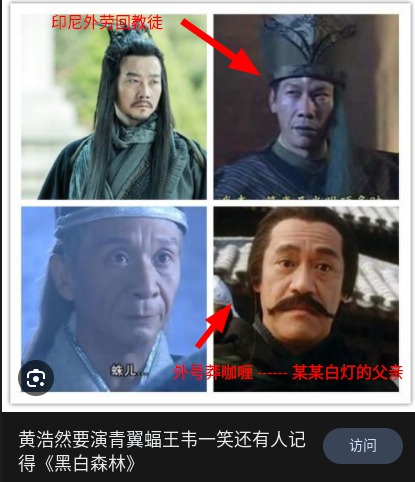 印尼外劳回教徒
蛛儿
外号莽咖喱 ------ 某某白灯的父亲
黄浩然要演青翼蝠王韦一笑还有人记
得《黑白森林》
访问